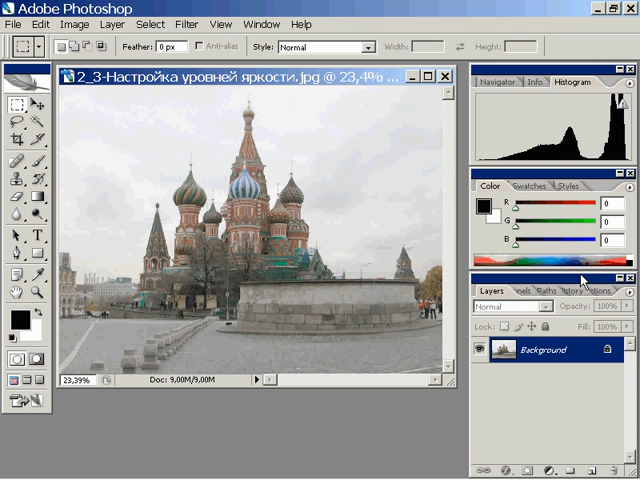 Adobe Photoshop
File Edit Image Layer Select Filter View Window Help
Feather: 0 px Anti-alias Style: Normal Width: Height:
2_3-Настройка уровней яркости.jpg @ 23,4% ...
Navigator Info Histogram
Color Swatches Styles
R 0
G 0
B 0
Layers Paths
Normal Opacity: 100%
Lock: Fill: 100%
Background
23,39% Doc: 9,00M/9,00M